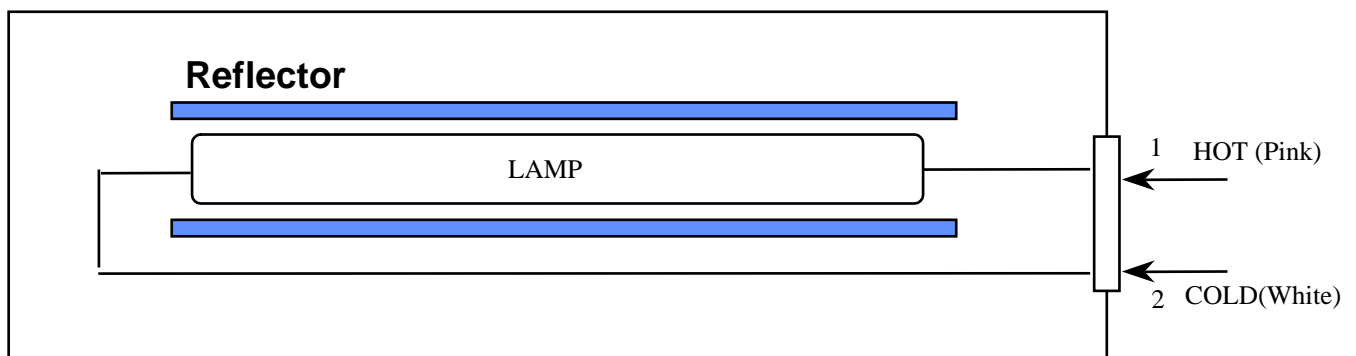 Reflector
LAMP
1
HOT (Pink)
2
COLD(White)